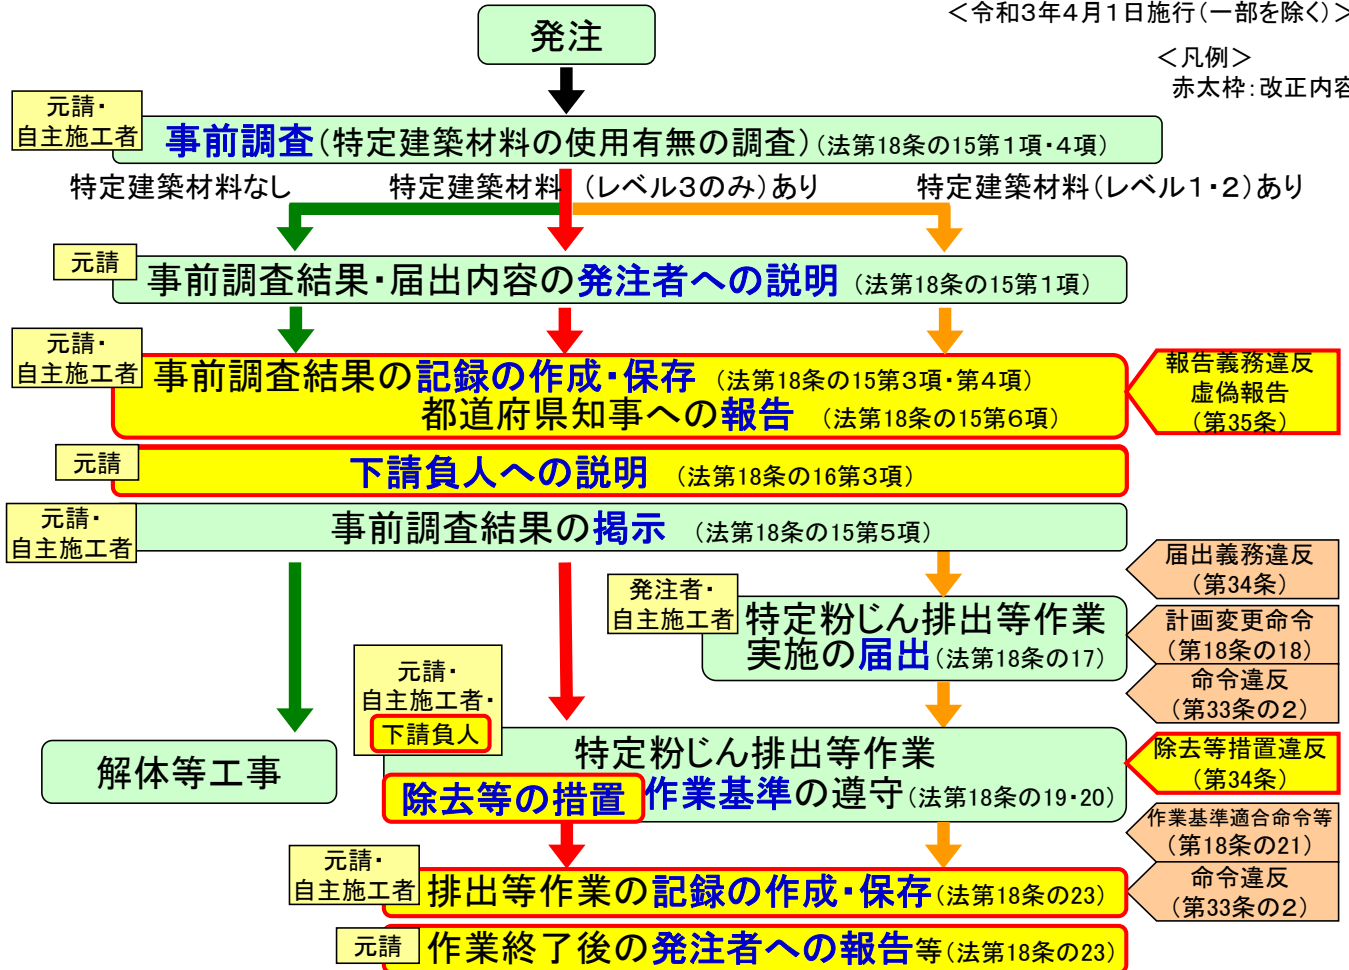 ＜令和3年4月1日施行(一部を除く)＞
発注
＜凡例＞
赤太枠:改正内容
元請・
自主施工者
事前調査(特定建築材料の使用有無の調査)(法第18条の15第1項・4項)
特定建築材料なし
特定建築材料 (レベル3のみ)あり
特定建築材料(レベル1・2)あり
元請
事前調査結果・届出内容の発注者への説明 (法第18条の15第1項)
元請・
自主施工者
事前調査結果の記録の作成・保存 (法第18条の15第3項・第4項)
都道府県知事への報告 (法第18条の15第6項)
報告義務違反
虚偽報告
(第35条)
元請
下請負人への説明 (法第18条の16第3項)
元請・
自主施工者
事前調査結果の掲示 (法第18条の15第5項)
届出義務違反
(第34条)
発注者・
自主施工者
特定粉じん排出等作業
実施の届出(法第18条の17)
計画変更命令
(第18条の18)
命令違反
(第33条の2)
元請・
自主施工者・
下請負人
解体等工事
特定粉じん排出等作業
除去等の措置 作業基準の遵守(法第18条の19・20)
除去等措置違反
(第34条)
作業基準適合命令等
(第18条の21)
命令違反
(第33条の2)
元請・
自主施工者
排出等作業の記録の作成・保存(法第18条の23)
元請
作業終了後の発注者への報告等(法第18条の23)